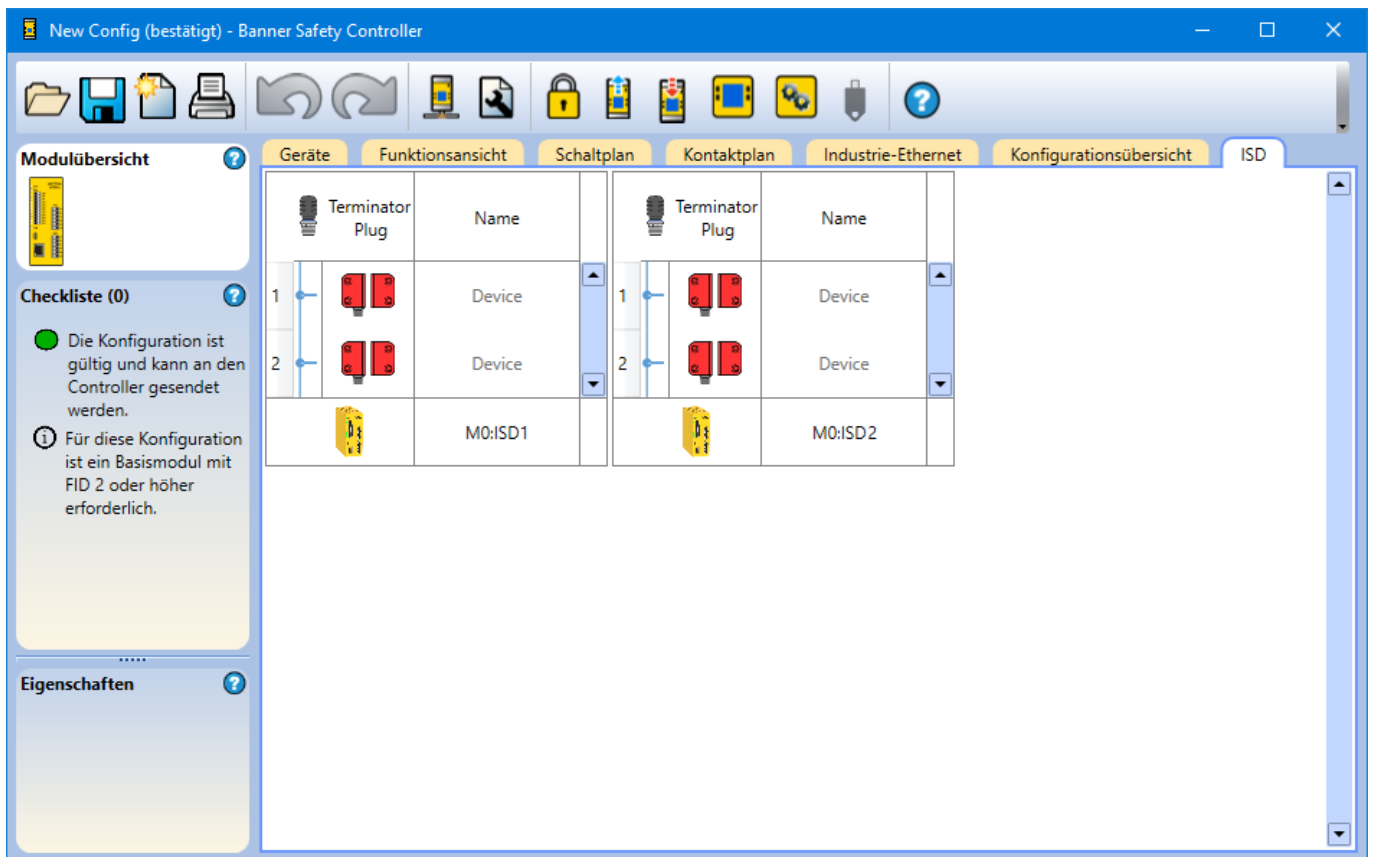 New Config (bestätigt) - Banner Safety Controller
Modulübersicht
Geräte Funktionsansicht Schaltplan Kontaktplan Industrie-Ethernet Konfigurationsübersicht ISD
Terminator
Plug
Name
Terminator
Plug
Name
Checkliste (0)
Die Konfiguration ist
gültig und kann an den
Controller gesendet
werden.
Für diese Konfiguration
ist ein Basismodul mit
FID 2 oder höher
erforderlich.
1 Device 1 Device
2 Device 2 Device
M0:ISD1 M0:ISD2
Eigenschaften